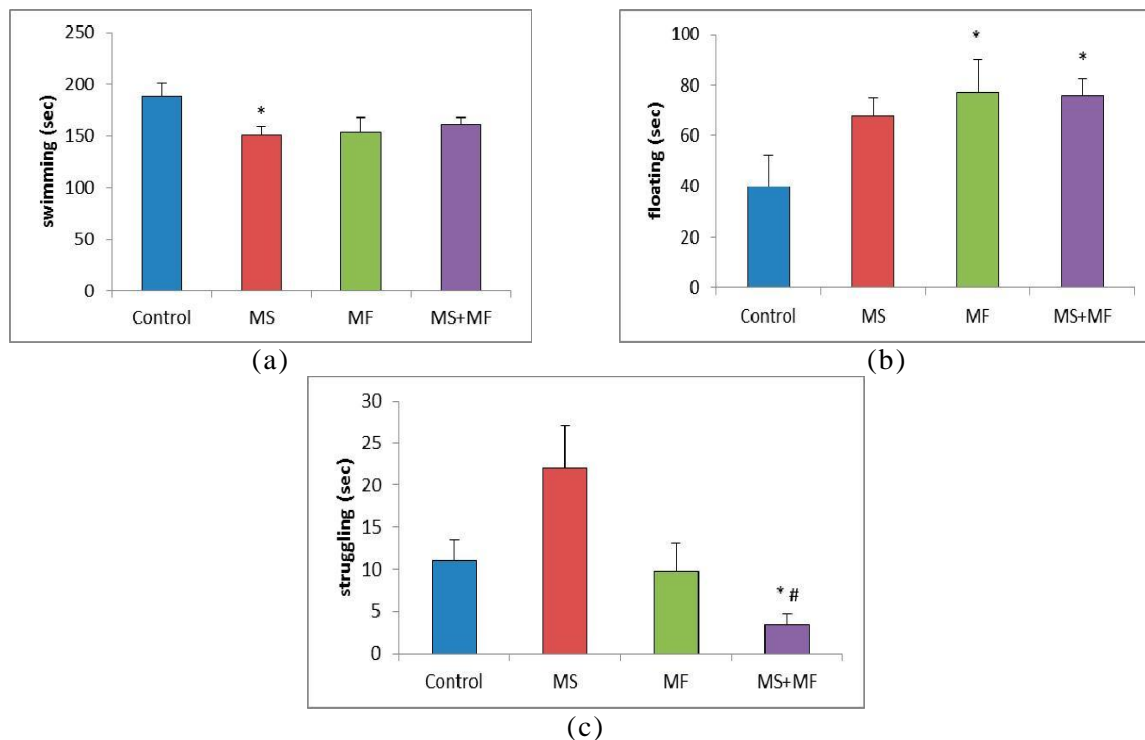 250
200
150
100
50
0
swimming (sec)
*
Control MS MF MS+MF
(a)
100
80
60
40
20
0
floating (sec)
* *
Control MS MF MS+MF
(b)
30
25
20
15
10
5
0
struggling (sec)
* #
Control MS MF MS+MF
(c)